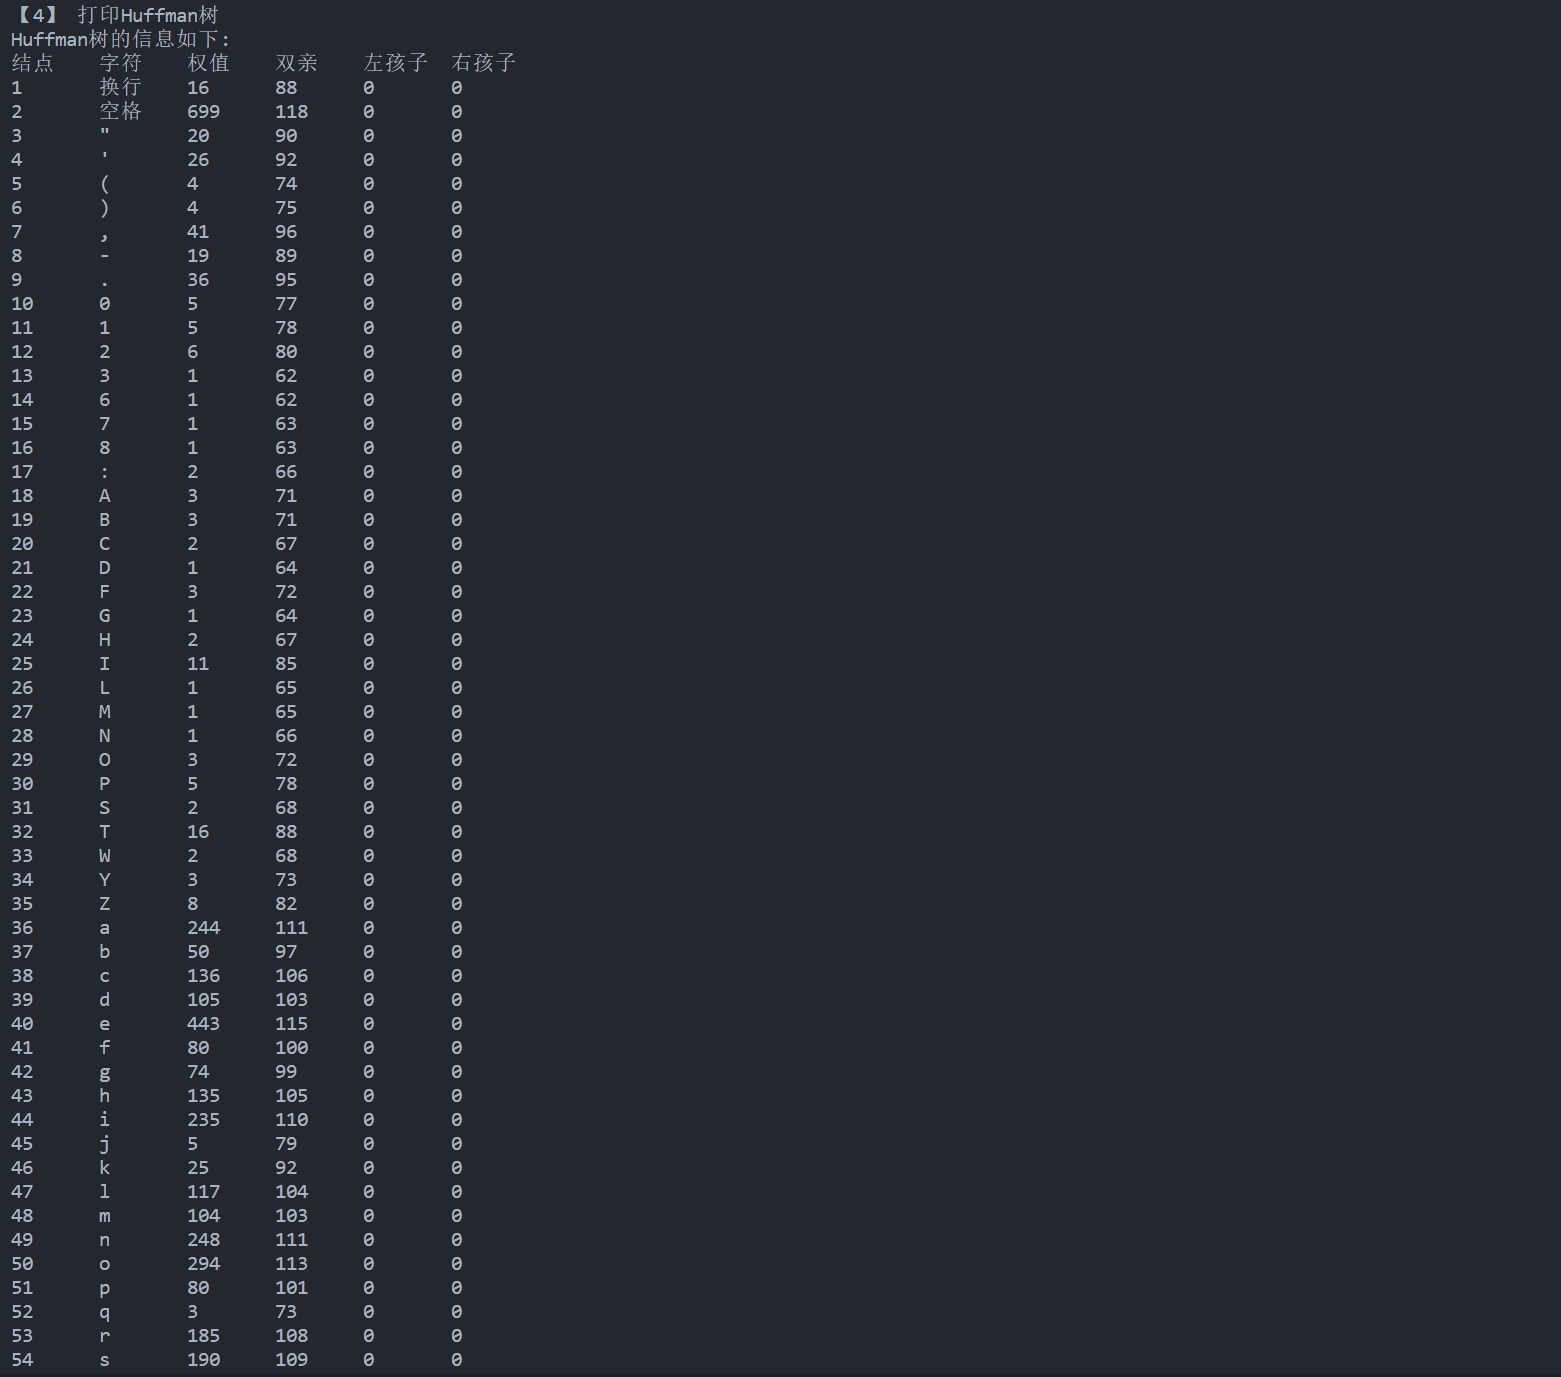 【4】 打印Huffman树
Huffman树的信息如下:
结点 字符 权值 双亲 左孩子 右孩子
1 换行 16 88 0 0
2 空格 699 118 0 0
3 " 20 90 0 0
4 ' 26 92 0 0
5 ( 4 74 0 0
6 ) 4 75 0 0
7 , 41 96 0 0
8 - 19 89 0 0
9 . 36 95 0 0
10 0 5 77 0 0
11 1 5 78 0 0
12 2 6 80 0 0
13 3 1 62 0 0
14 6 1 62 0 0
15 7 1 63 0 0
16 8 1 63 0 0
17 : 2 66 0 0
18 A 3 71 0 0
19 B 3 71 0 0
20 C 2 67 0 0
21 D 1 64 0 0
22 F 3 72 0 0
23 G 1 64 0 0
24 H 2 67 0 0
25 I 11 85 0 0
26 L 1 65 0 0
27 M 1 65 0 0
28 N 1 66 0 0
29 O 3 72 0 0
30 P 5 78 0 0
31 S 2 68 0 0
32 T 16 88 0 0
33 W 2 68 0 0
34 Y 3 73 0 0
35 Z 8 82 0 0
36 a 244 111 0 0
37 b 50 97 0 0
38 c 136 106 0 0
39 d 105 103 0 0
40 e 443 115 0 0
41 f 80 100 0 0
42 g 74 99 0 0
43 h 135 105 0 0
44 i 235 110 0 0
45 j 5 79 0 0
46 k 25 92 0 0
47 l 117 104 0 0
48 m 104 103 0 0
49 n 248 111 0 0
50 o 294 113 0 0
51 p 80 101 0 0
52 q 3 73 0 0
53 r 185 108 0 0
54 s 190 109 0 0